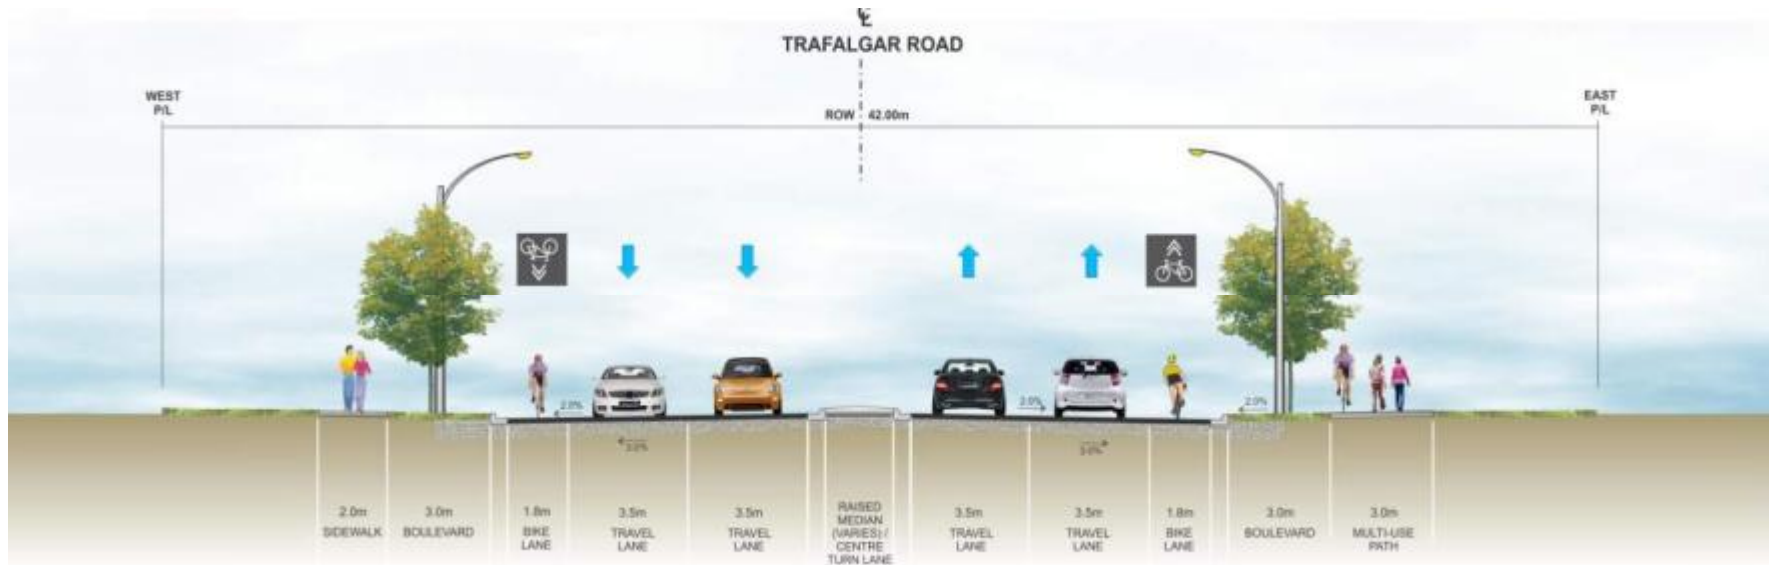 ℄
TRAFALGAR ROAD
WEST
P/L
ROW 42.00m
EAST
P/L
2.0%
2.0%
2.0%
3.0%
3.0%
2.0m
SIDEWALK
3.0m
BOULEVARD
1.8m
BIKE
LANE
3.5m
TRAVEL
LANE
3.5m
TRAVEL
LANE
RAISED
MEDIAN
(VARIES) /
CENTRE
TURN LANE
3.5m
TRAVEL
LANE
3.5m
TRAVEL
LANE
1.8m
BIKE
LANE
3.0m
BOULEVARD
3.0m
MULTI-USE
PATH